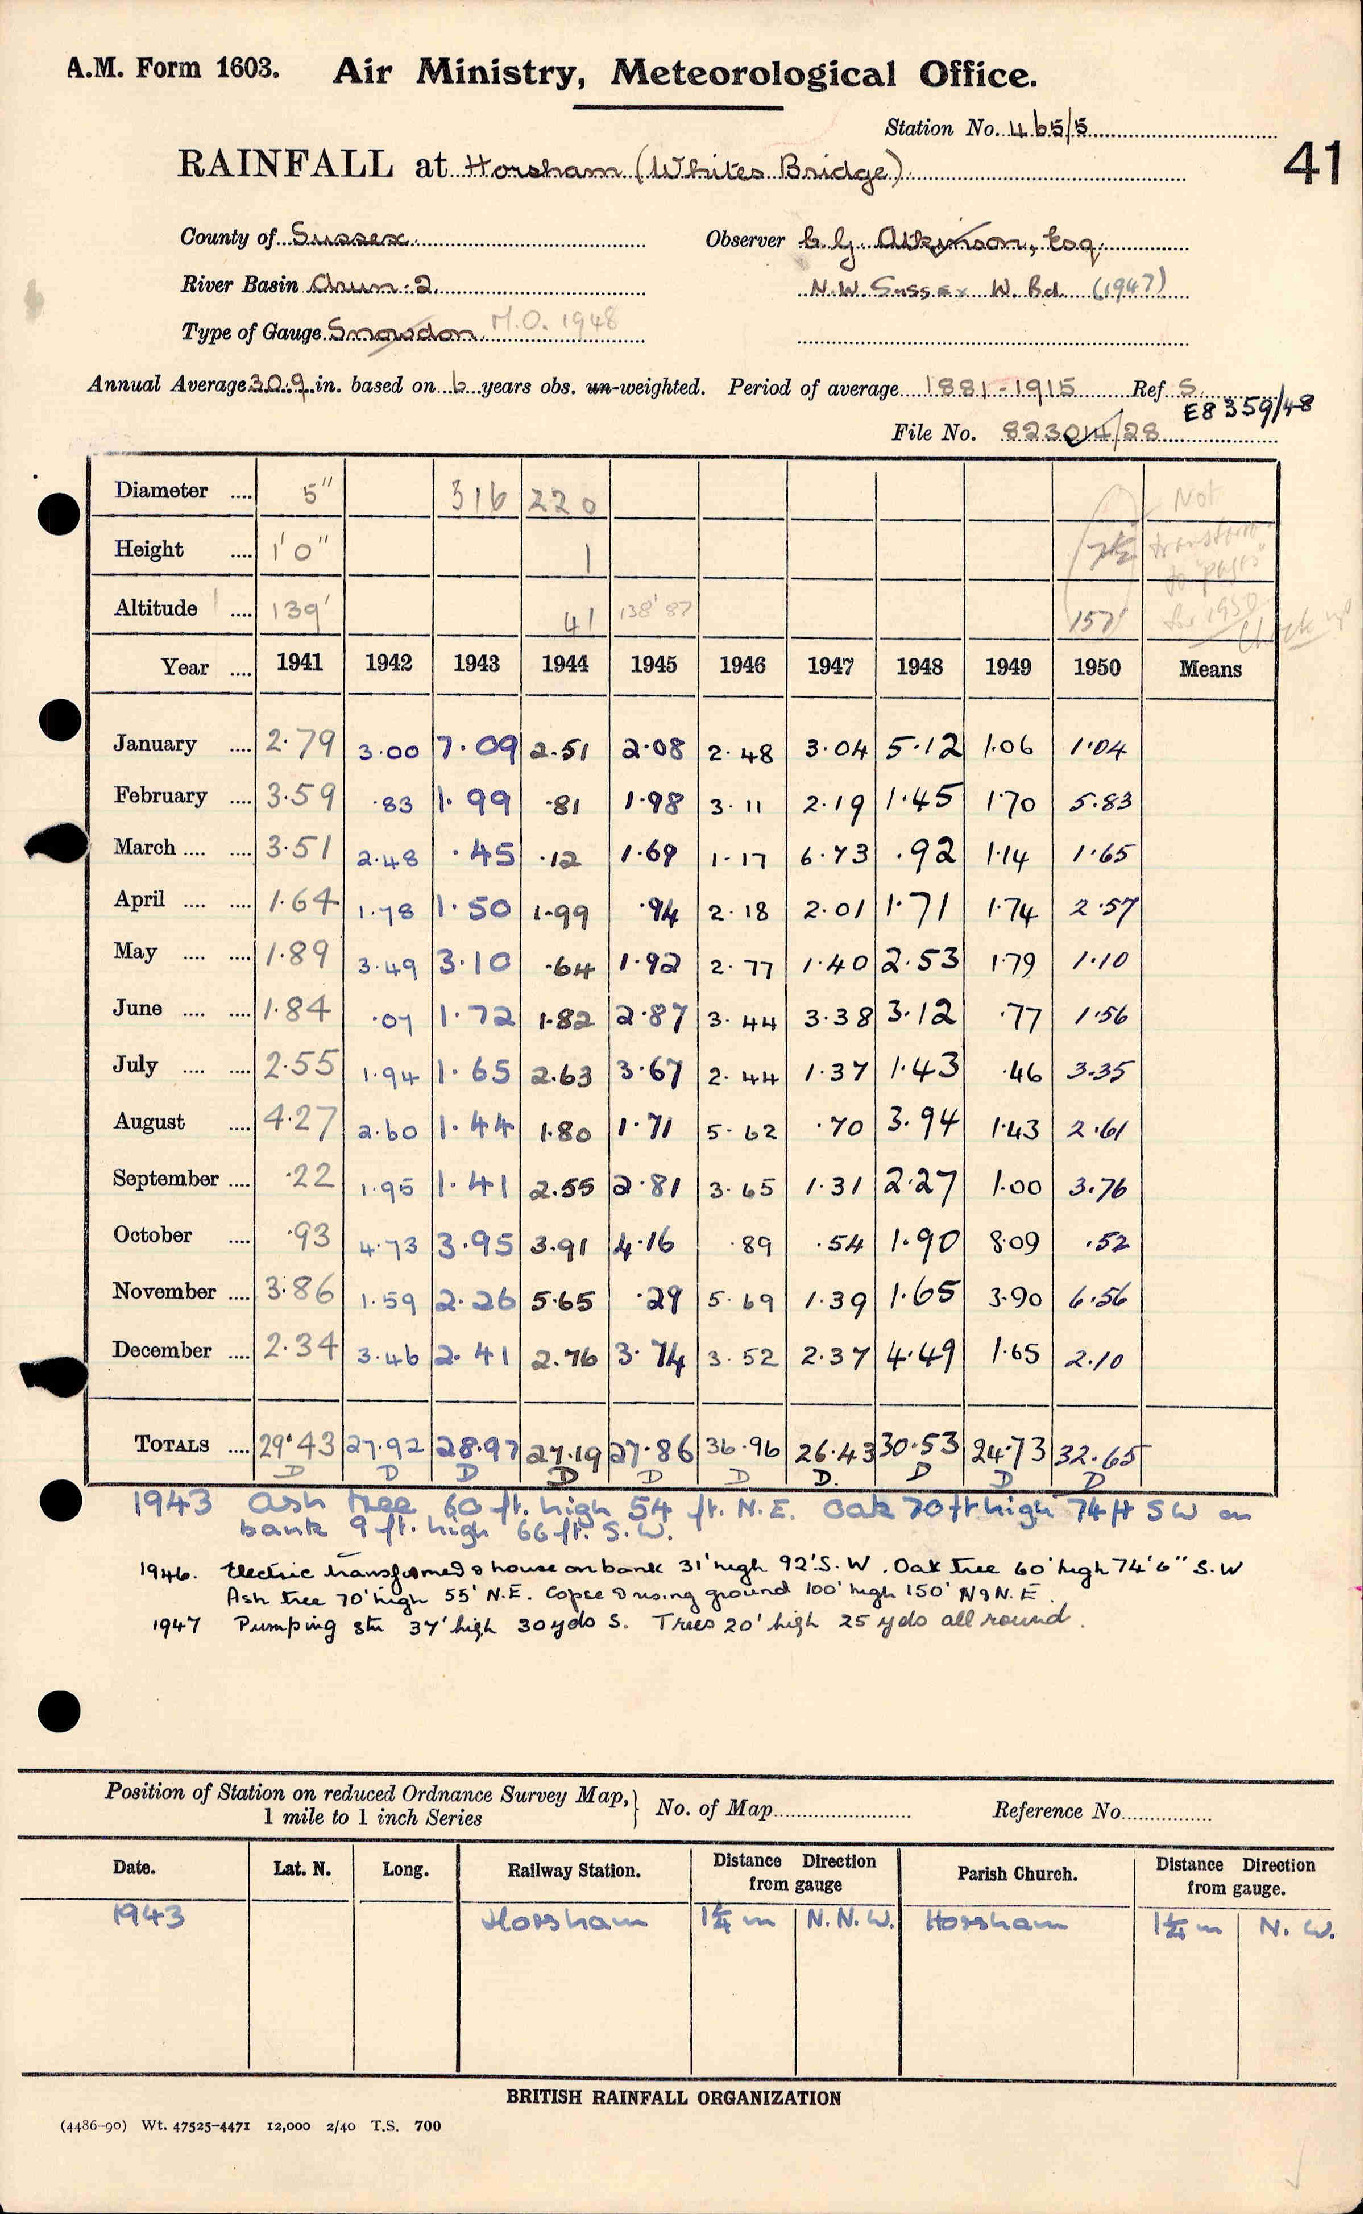 A.M. Form 1603. Air Ministry, Meteorological Office.
Station No. 465/5
41
RAINFALL at Horsham (Whites Bridge)
County of Sussex Observer C. G. Atkinson, Esq.
River Basin Arun. 2. N.W. Sussex W. Bd. (1947)
Type of Gauge Snowdon M.O. 1948
Annual Average 30.9 in. based on 6 years obs. un-weighted. Period of average 1881-1915 Ref S.
E8359/48
File No. 823014/28
Diameter .... 5" 316 220 Not
Height .... 1'0" 1 to "pages"
Altitude .... 139' 41 138' 87 157 for 1950 Check
Year .... 1941 1942 1943 1944 1945 1946 1947 1948 1949 1950 Means
January .... 2.79 3.00 7.09 2.51 2.08 2.48 3.04 5.12 1.06 1.04
February .... 3.59 .83 1.99 .81 1.98 3.11 2.19 1.45 1.70 5.83
March .... .... 3.51 2.48 .45 .12 1.69 1.17 6.73 .92 1.14 1.65
April .... .... 1.64 1.78 1.50 1.99 .94 2.18 2.01 1.71 1.74 2.57
May .... .... 1.89 3.49 3.10 .64 1.92 2.77 1.40 2.53 1.79 1.10
June .... .... 1.84 .07 1.72 1.82 2.87 3.44 3.38 3.12 .77 1.56
July .... .... 2.55 1.94 1.65 2.63 3.67 2.44 1.37 1.43 .46 3.35
August .... 4.27 2.60 1.44 1.80 1.71 5.62 .70 3.94 1.43 2.61
September .... .22 1.95 1.41 2.55 2.81 3.65 1.31 2.27 1.00 3.76
October .... .93 4.73 3.95 3.91 4.16 .89 .54 1.90 8.09 .52
November .... 3.86 1.59 2.26 5.65 .29 5.69 1.39 1.65 3.90 6.56
December .... 2.34 3.46 2.41 2.76 3.74 3.52 2.37 4.49 1.65 2.10
TOTALS .... 29.43 27.92 28.97 27.19 27.86 36.96 26.43 30.53 24.73 32.65
D D D D D D D. D D D
1943 Ash tree 60 ft. high 54 ft. N.E. Oak 70 ft high 74 ft SW on
bank 9 ft. high 66 ft. S.W.
1946. Electric transformer & house on bank 31' high 92' S.W. Oak tree 60' high 74'6" S.W
Ash tree 70' high 55' N.E. Copse & rising ground 100' high 150' N & N.E.
1947 Pumping stn 37' high 30 yds S. Trees 20' high 25 yds all round.
Position of Station on reduced Ordnance Survey Map, 1 mile to 1 inch Series } No. of Map Reference No.
Date. Lat. N. Long. Railway Station. Distance Direction from gauge Parish Church. Distance Direction from gauge.
1943 Horsham 1¼ m N.N.W. Horsham 1¼ m N.W.
BRITISH RAINFALL ORGANIZATION
(4486-90) Wt. 47525-4471 12,000 2/40 T.S. 700